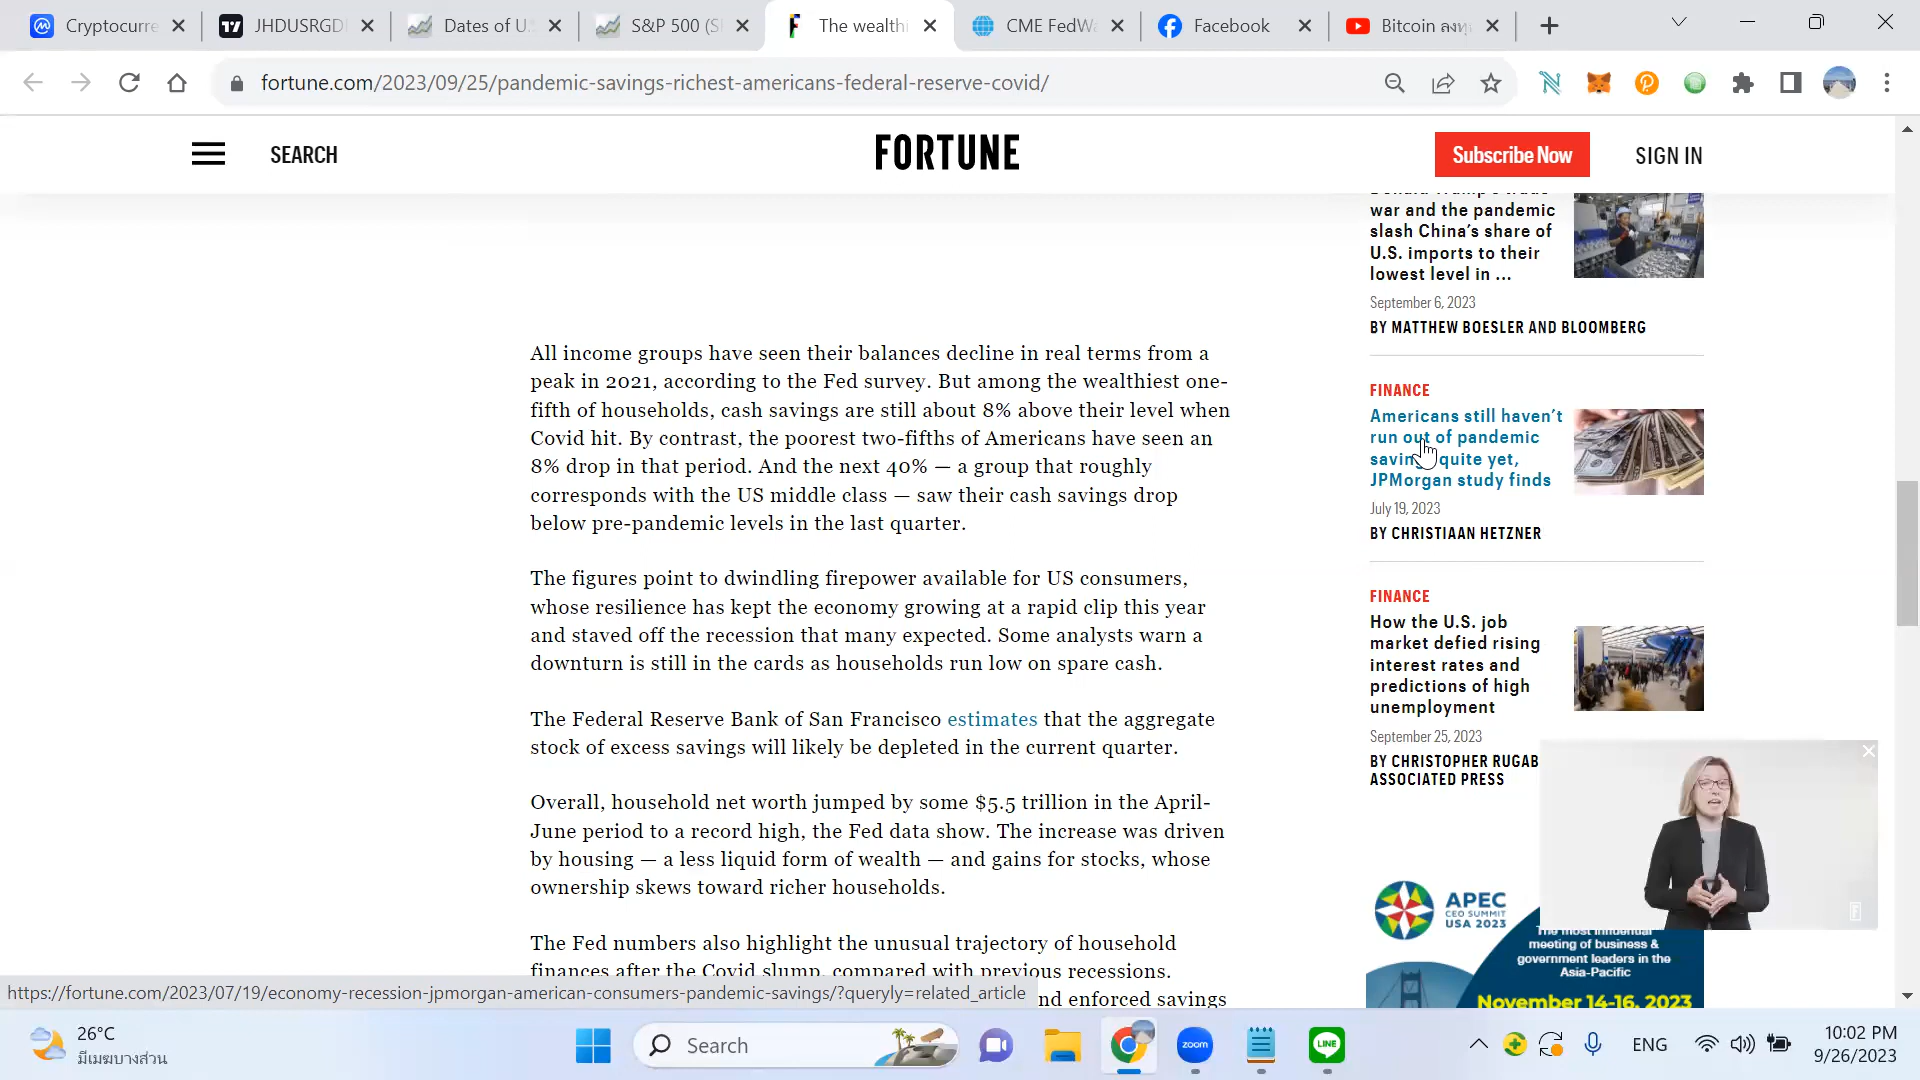 Cryptocurre
JHDUSRGD
Dates of U.
S&P 500 (S
The wealthi
CME FedWa
Facebook
Bitcoin ลงทุ
fortune.com/2023/09/25/pandemic-savings-richest-americans-federal-reserve-covid/
SEARCH
FORTUNE
Subscribe Now
SIGN IN
war and the pandemic
slash China’s share of
U.S. imports to their
lowest level in ...
September 6, 2023
BY MATTHEW BOESLER AND BLOOMBERG
FINANCE
Americans still haven’t
run out of pandemic
savings quite yet,
JPMorgan study finds
July 19, 2023
BY CHRISTIAAN HETZNER
FINANCE
How the U.S. job
market defied rising
interest rates and
predictions of high
unemployment
September 25, 2023
BY CHRISTOPHER RUGAB
ASSOCIATED PRESS
All income groups have seen their balances decline in real terms from a
peak in 2021, according to the Fed survey. But among the wealthiest one-
fifth of households, cash savings are still about 8% above their level when
Covid hit. By contrast, the poorest two-fifths of Americans have seen an
8% drop in that period. And the next 40% — a group that roughly
corresponds with the US middle class — saw their cash savings drop
below pre-pandemic levels in the last quarter.
The figures point to dwindling firepower available for US consumers,
whose resilience has kept the economy growing at a rapid clip this year
and staved off the recession that many expected. Some analysts warn a
downturn is still in the cards as households run low on spare cash.
The Federal Reserve Bank of San Francisco estimates that the aggregate
stock of excess savings will likely be depleted in the current quarter.
Overall, household net worth jumped by some $5.5 trillion in the April-
June period to a record high, the Fed data show. The increase was driven
by housing — a less liquid form of wealth — and gains for stocks, whose
ownership skews toward richer households.
The Fed numbers also highlight the unusual trajectory of household
finances after the Covid slump, compared with previous recessions.
nd enforced savings
APEC
CEO SUMMIT
USA 2023
The most influential
meeting of business &
government leaders in the
Asia-Pacific
November 14-16, 2023
https://fortune.com/2023/07/19/economy-recession-jpmorgan-american-consumers-pandemic-savings/?queryly=related_article
26°C
มีเมฆบางส่วน
Search
zoom
LINE
ENG
10:02 PM
9/26/2023